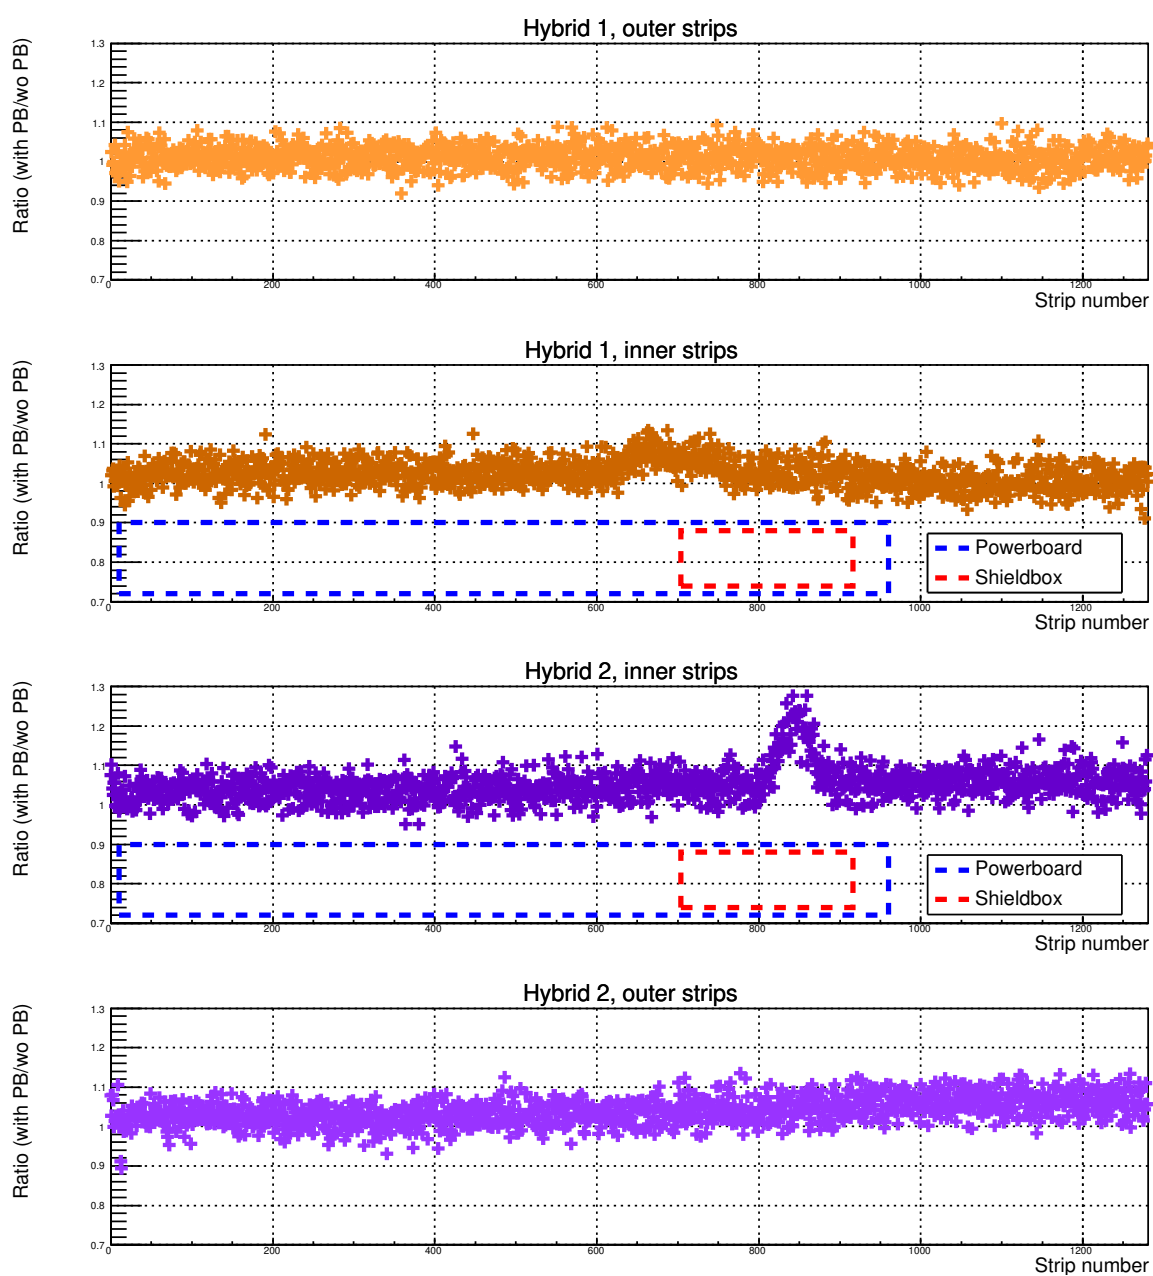 Hybrid 1, outer strips
Ratio (with PB/wo PB)
1.3
1.2
1.1
1
0.9
0.8
0.7
0 200 400 600 800 1000 1200
Strip number
Hybrid 1, inner strips
Ratio (with PB/wo PB)
1.3
1.2
1.1
1
0.9
0.8
0.7
Powerboard
Shieldbox
0 200 400 600 800 1000 1200
Strip number
Hybrid 2, inner strips
Ratio (with PB/wo PB)
1.3
1.2
1.1
1
0.9
0.8
0.7
Powerboard
Shieldbox
0 200 400 600 800 1000 1200
Strip number
Hybrid 2, outer strips
Ratio (with PB/wo PB)
1.3
1.2
1.1
1
0.9
0.8
0.7
0 200 400 600 800 1000 1200
Strip number